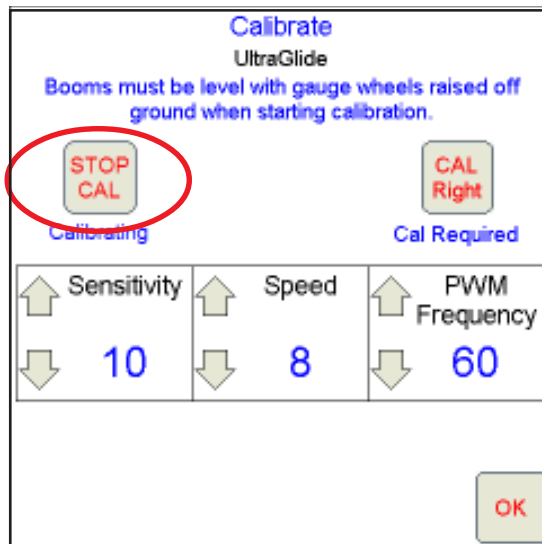 Calibrate
UltraGlide
Booms must be level with gauge wheels raised off
ground when starting calibration.
STOP
CAL
CAL
Right
Calibrating
Cal Required
Sensitivity
Speed
PWM
Frequency
10
8
60
OK